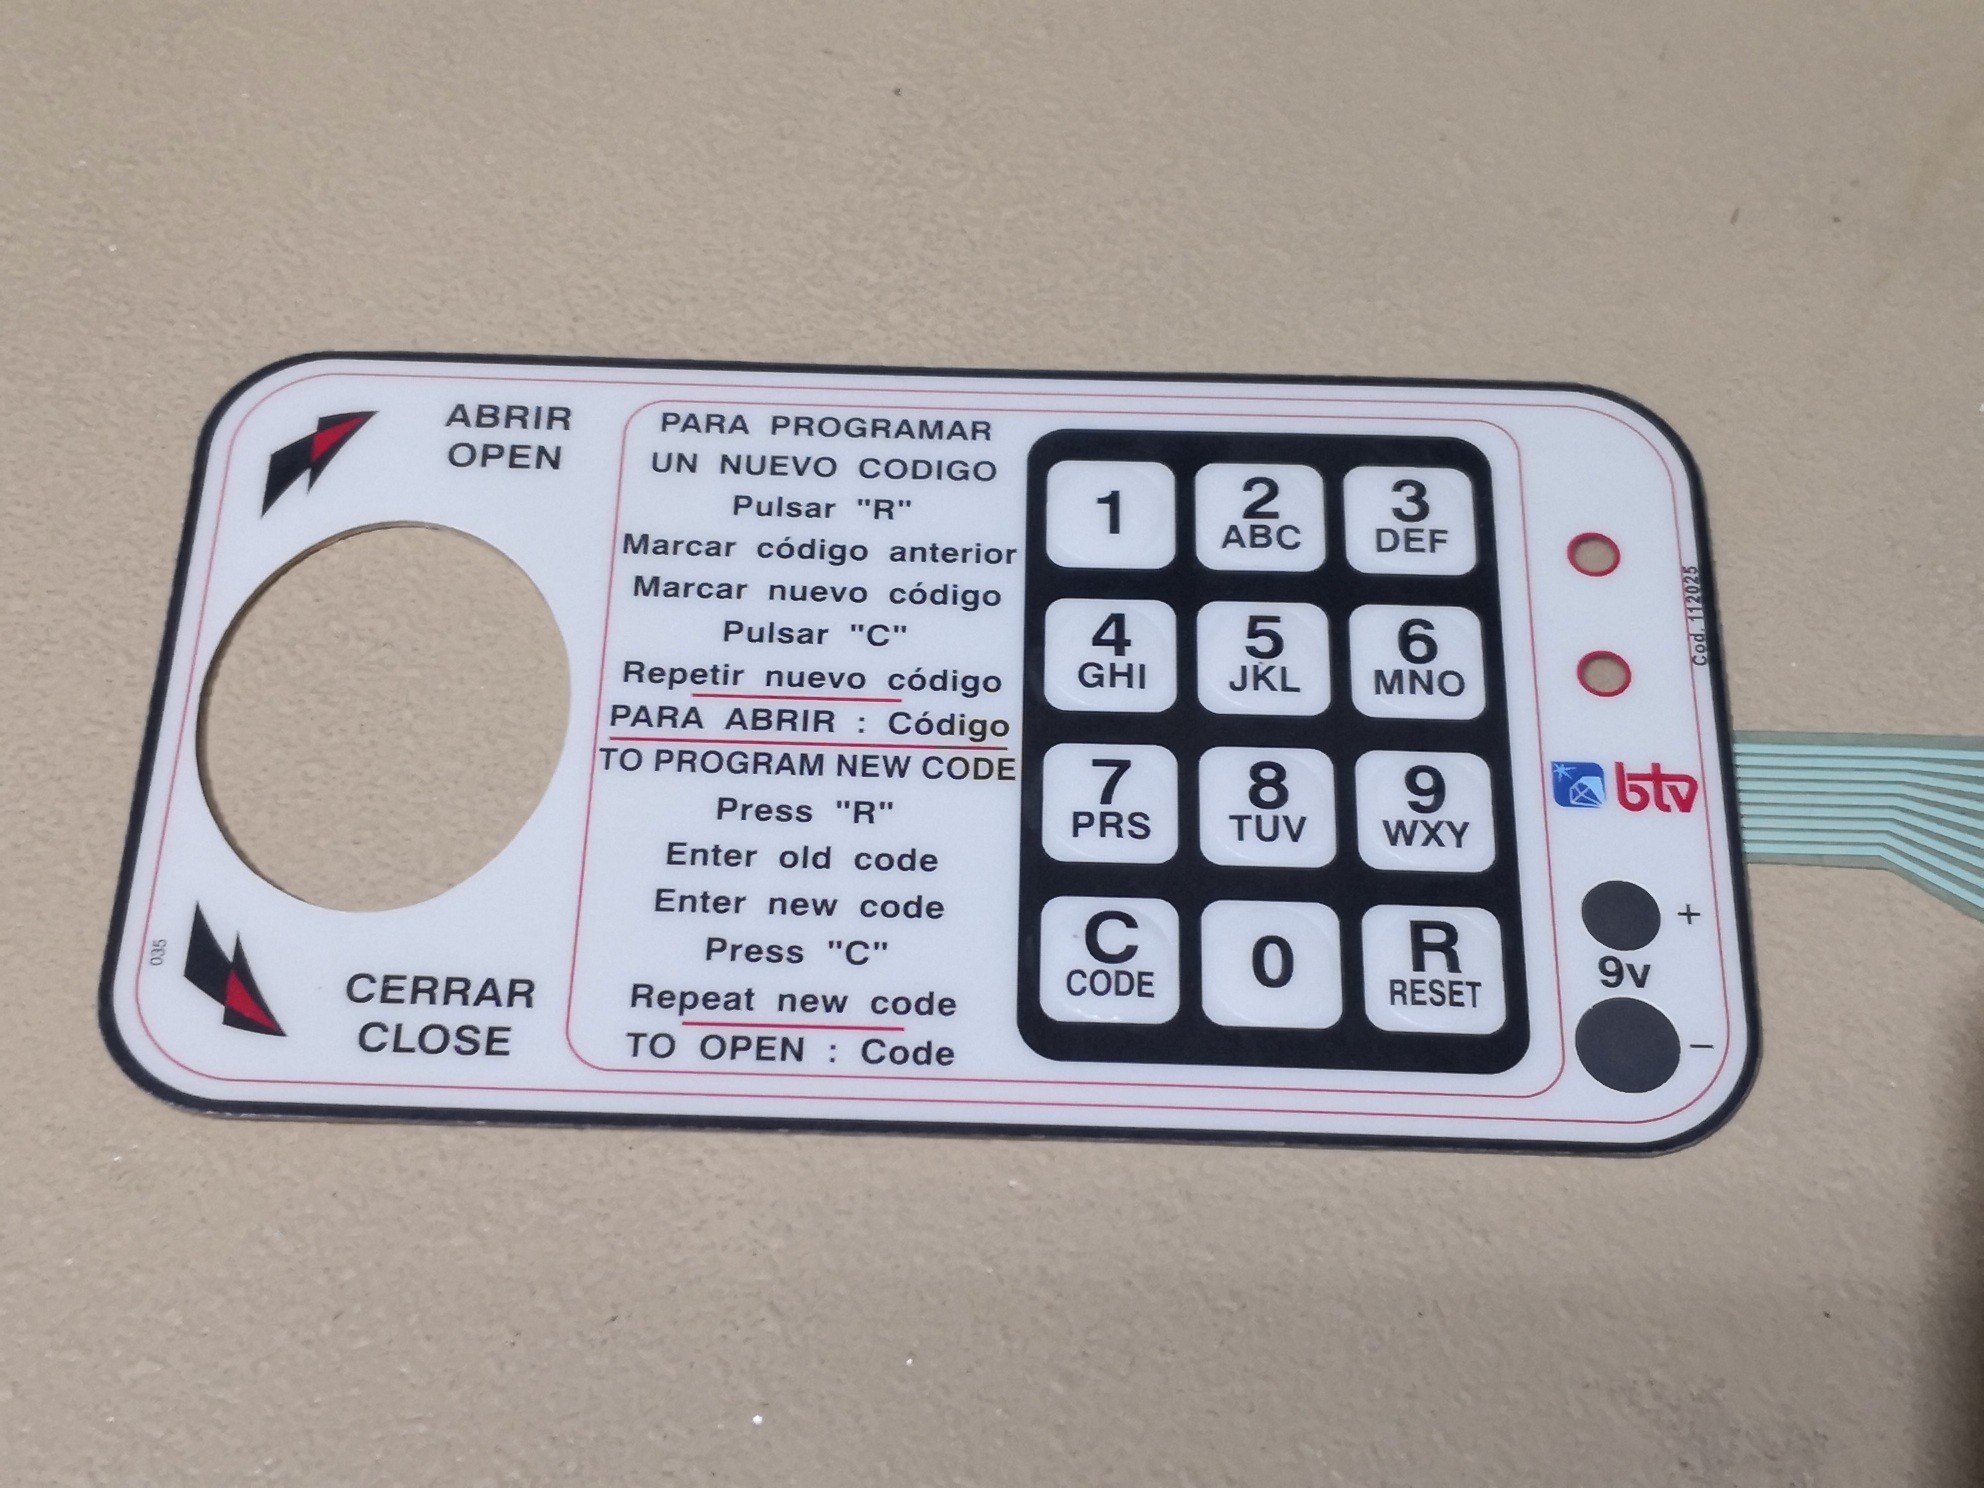 ABRIR
OPEN
PARA PROGRAMAR
UN NUEVO CODIGO
Pulsar "R"
Marcar código anterior
Marcar nuevo código
Pulsar "C"
Repetir nuevo código
PARA ABRIR : Código
TO PROGRAM NEW CODE
Press "R"
Enter old code
Enter new code
Press "C"
Repeat new code
TO OPEN : Code
CERRAR
CLOSE
035
1
2
ABC
3
DEF
4
GHI
5
JKL
6
MNO
7
PRS
8
TUV
9
WXY
C
CODE
0
R
RESET
Cod. 112025
btv
+
9v
−